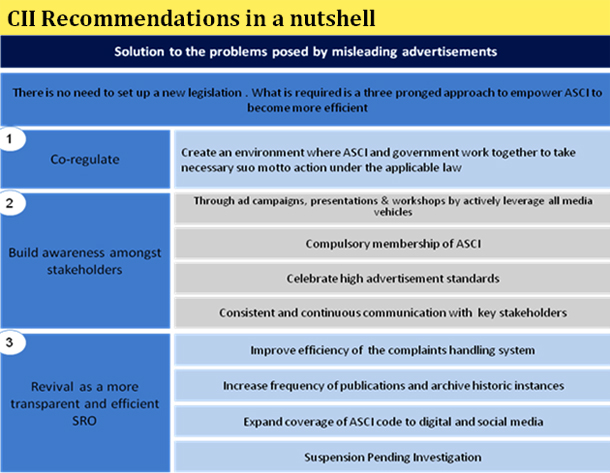 CII Recommendations in a nutshell
Solution to the problems posed by misleading advertisements
There is no need to set up a new legislation . What is required is a three pronged approach to empower ASCI to
become more efficient
1
Co-regulate
Create an environment where ASCI and government work together to take
necessary suo motto action under the applicable law
2
Build awareness amongst
stakeholders
Through ad campaigns, presentations & workshops by actively leverage all media
vehicles
Compulsory membership of ASCI
Celebrate high advertisement standards
Consistent and continuous communication with key stakeholders
3
Revival as a more
transparent and efficient
SRO
Improve efficiency of the complaints handling system
Increase frequency of publications and archive historic instances
Expand coverage of ASCI code to digital and social media
Suspension Pending Investigation